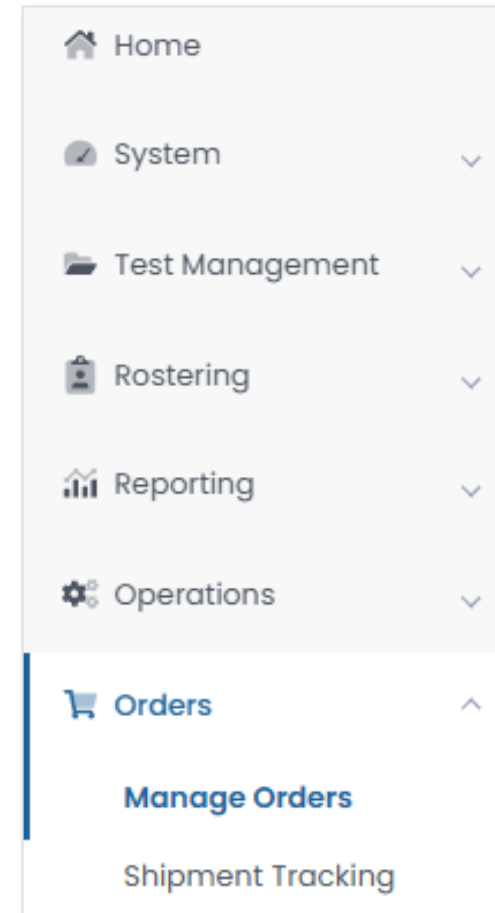 Home
System
Test Management
Rostering
Reporting
Operations
Orders
Manage Orders
Shipment Tracking